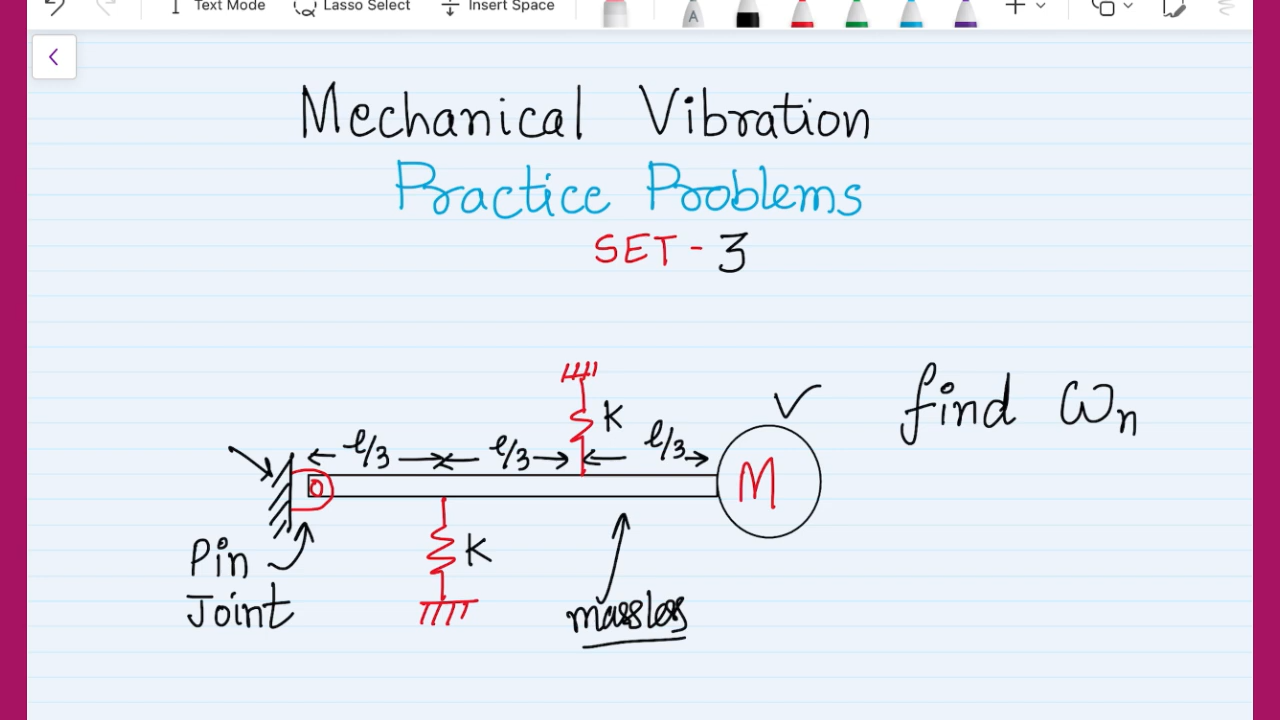 Text Mode Lasso Select Insert Space
A
Mechanical Vibration
Practice Problems
SET - 3
K
l/3 l/3 l/3
M
find ωn
K
Pin
Joint
massless